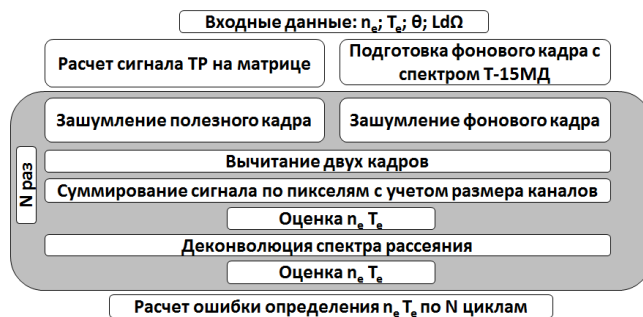 Входные данные: nₑ; Tₑ; θ; LdΩ
Расчет сигнала ТР на матрице
Подготовка фонового кадра с
спектром Т-15МД
Зашумление полезного кадра
Зашумление фонового кадра
N раз
Вычитание двух кадров
Суммирование сигнала по пикселям с учетом размера каналов
Оценка nₑ Tₑ
Деконволюция спектра рассеяния
Оценка nₑ Tₑ
Расчет ошибки определения nₑ Tₑ по N циклам